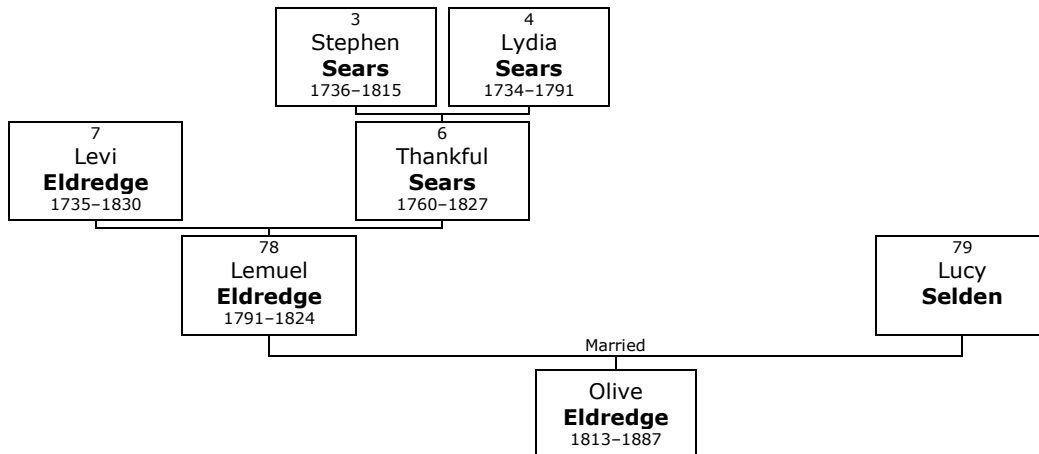 3
Stephen
Sears
1736–1815
4
Lydia
Sears
1734–1791
7
Levi
Eldredge
1735–1830
6
Thankful
Sears
1760–1827
78
Lemuel
Eldredge
1791–1824
79
Lucy
Selden
Married
Olive
Eldredge
1813–1887